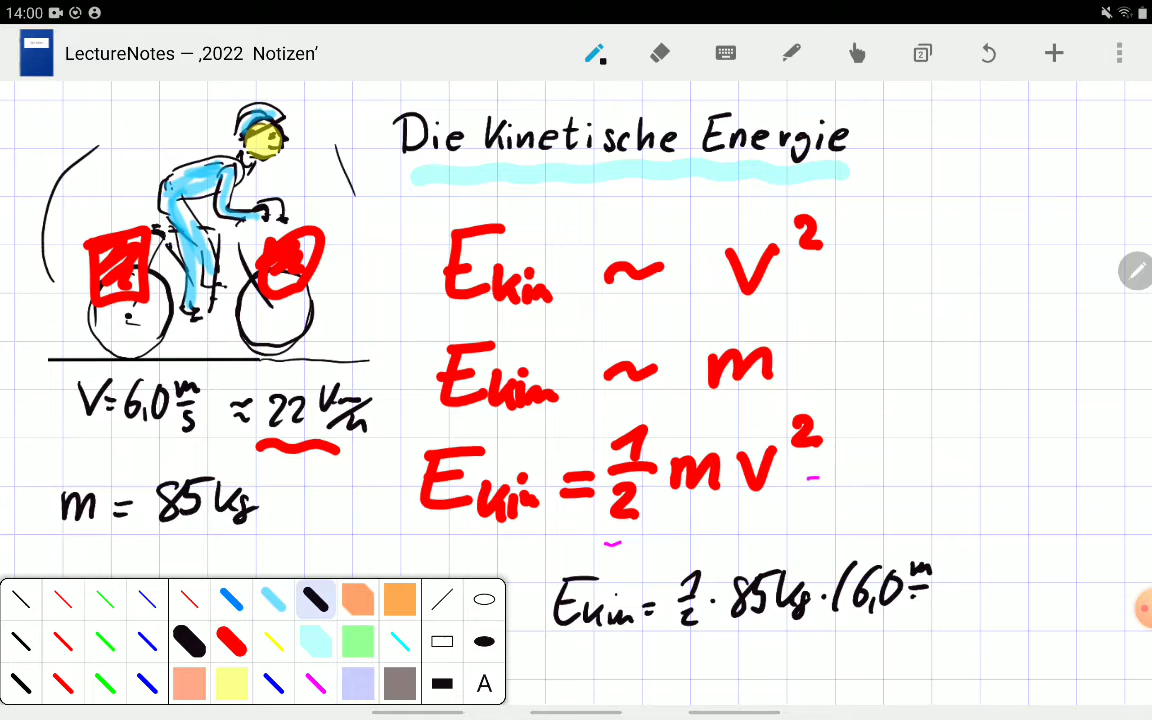 14:00
LectureNotes — ‚2022 Notizen’
2
Die Kinetische Energie
Ekin ~ v²
Ekin ~ m
Ekin = 1/2 m v²
V = 6,0 m/s ≈ 22 km/h
m = 85 kg
Ekin = 1/2 · 85 kg · (6,0 m
A